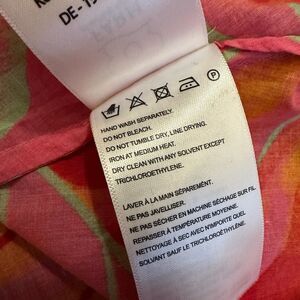 DE - 1
P
HAND WASH SEPARATELY.
DO NOT BLEACH.
DO NOT TUMBLE DRY, LINE DRYING.
IRON AT MEDIUM HEAT.
DRY CLEAN WITH ANY SOLVENT EXCEPT
TRICHLOROETHYLENE.
LAVER À LA MAIN SÉPARÉMENT.
NE PAS JAVELLISER.
NE PAS SÉCHER EN MACHINE SÉCHAGE SUR FIL.
REPASSER À TEMPÉRATURE MOYENNE.
NETTOYAGE À SEC AVEC N'IMPORTE QUEL
SOLVANT SAUF LE TRICHLOROÉTHYLÈNE.